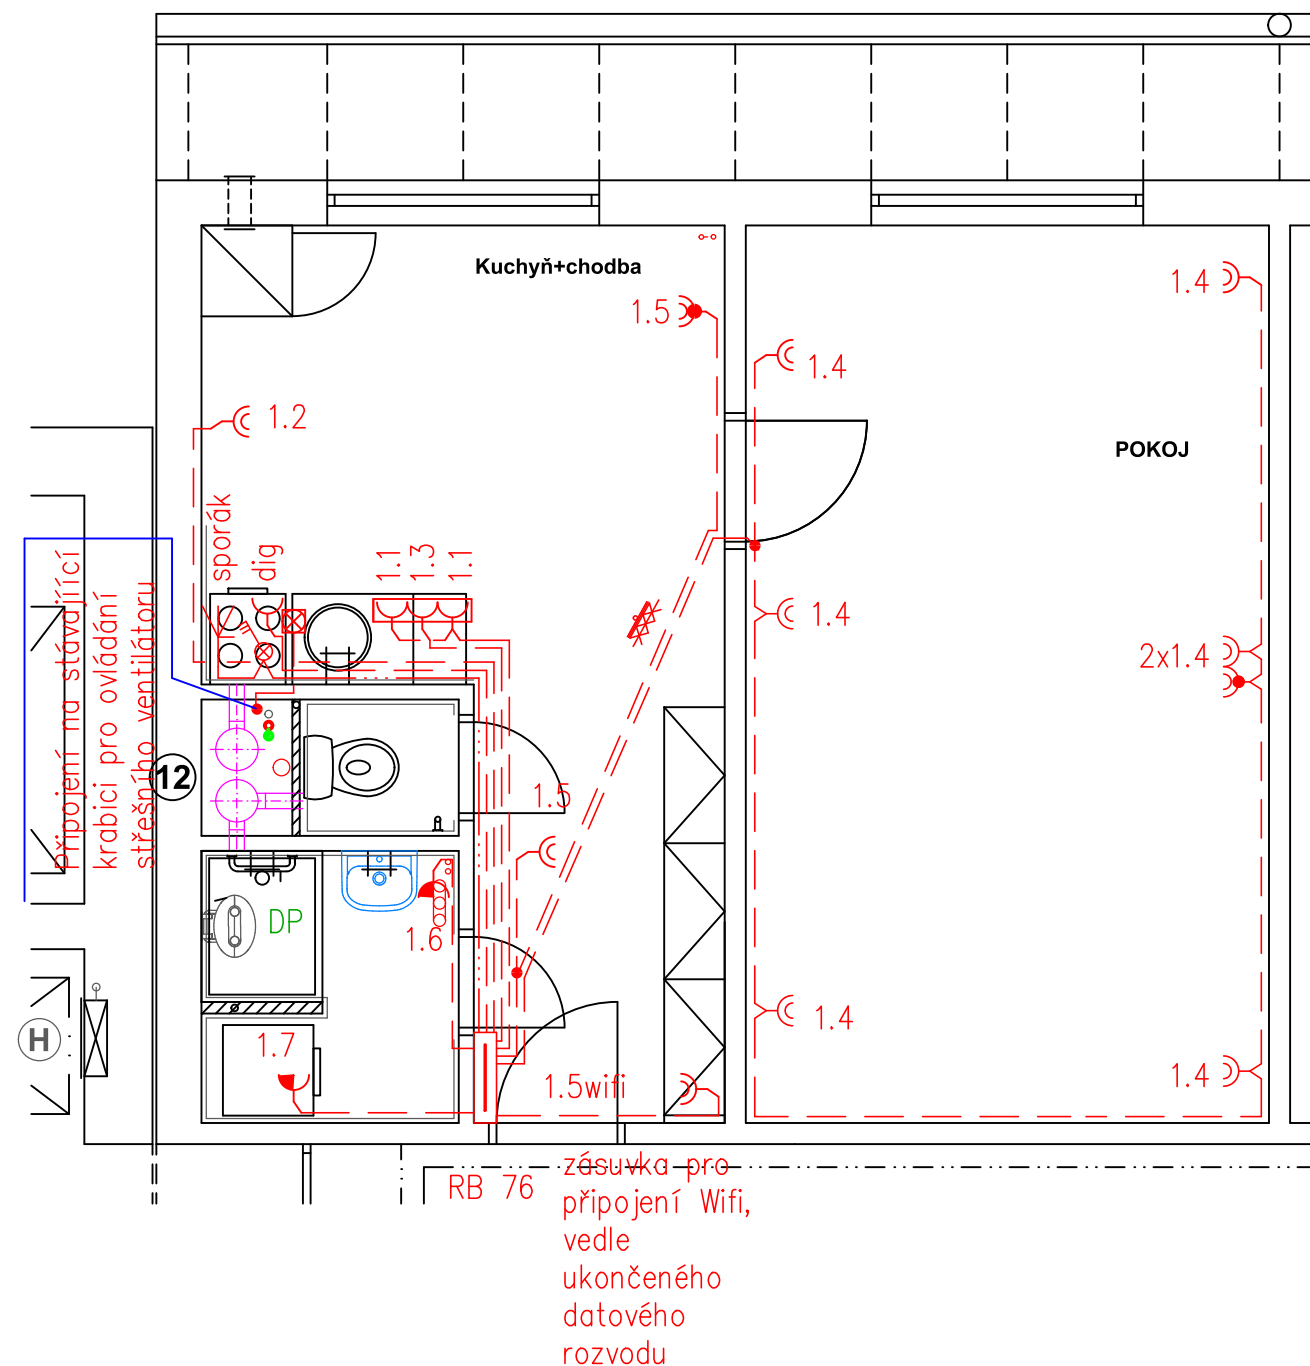 Kuchyň+chodba
1.5
1.4
1.4
1.2
POKOJ
sporák
dig
1.1
1.3
1.1
1.4
2x1.4
Připojení na stávajíící
krabici pro ovládání
střešního ventilátoru
12
1.5
DP
1.6
H
1.7
1.4
1.5wifi
1.4
RB 76
zásuvka pro
připojení Wifi,
vedle
ukončeného
datového
rozvodu